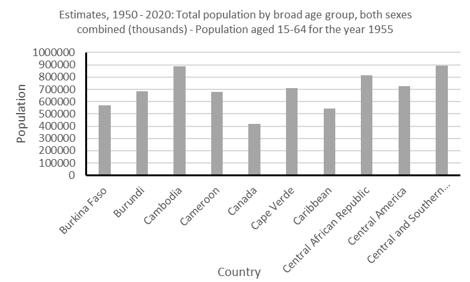 Estimates, 1950 - 2020: Total population by broad age group, both sexes
combined (thousands) - Population aged 15-64 for the year 1955
1000000
900000
800000
700000
600000
500000
400000
300000
200000
100000
0
Population
Burkina Faso
Burundi
Cambodia
Cameroon
Canada
Cape Verde
Caribbean
Central African Republic
Central America
Central and Southern...
Country